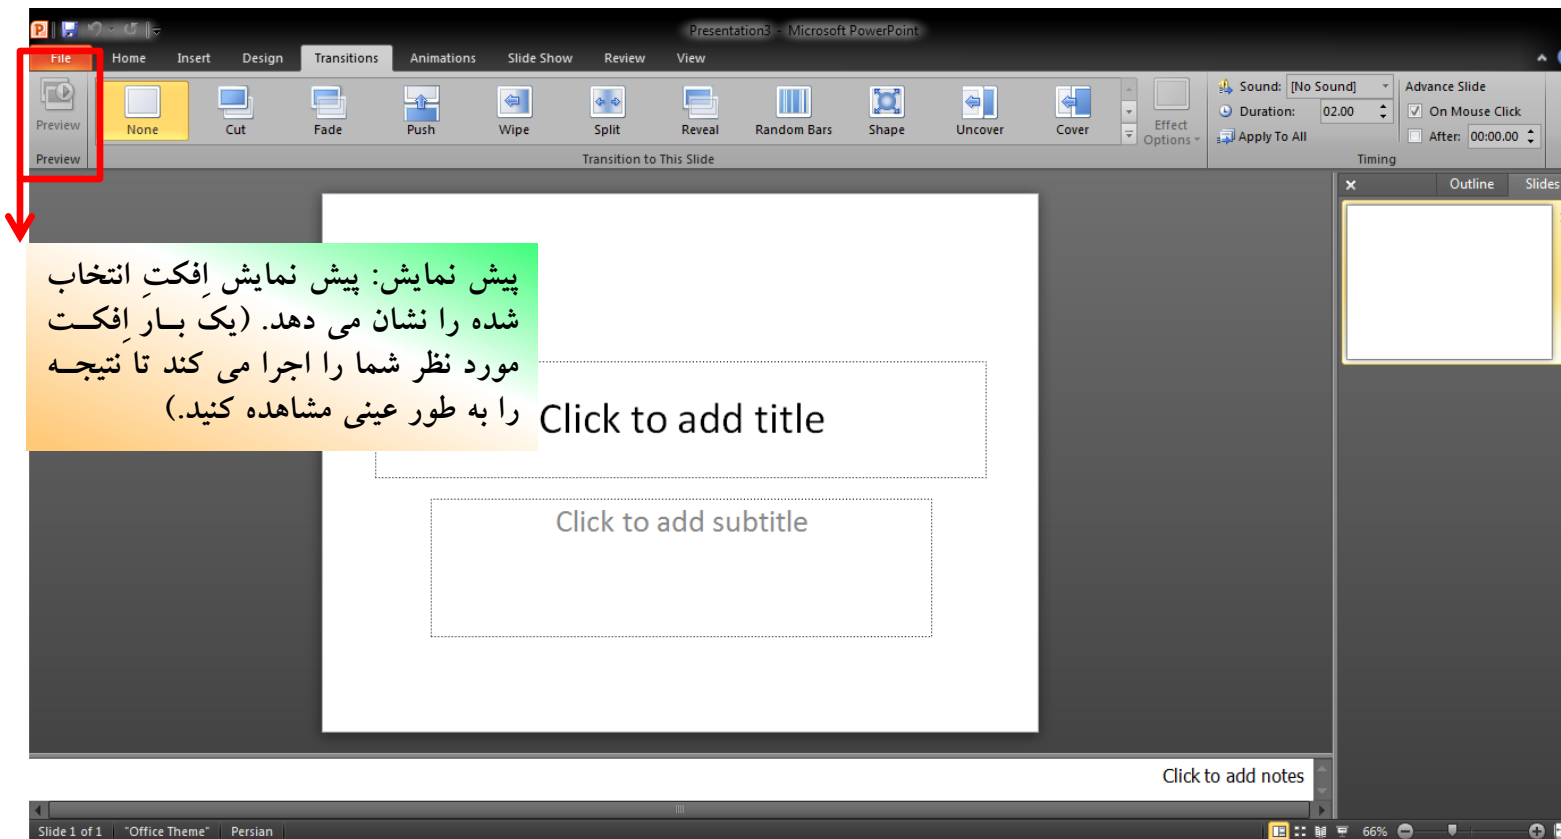 Presentation3 - Microsoft PowerPoint
File Home Insert Design Transitions Animations Slide Show Review View
Preview
None Cut Fade Push Wipe Split Reveal Random Bars Shape Uncover Cover
Effect Options
Sound: [No Sound]
Duration: 02.00
Apply To All
Advance Slide
On Mouse Click
After: 00:00.00
Preview
Transition to This Slide
Timing
Outline Slides
پیش نمایش: پیش نمایش اِفکتِ انتخاب
شده را نشان می دهد. (یک بار اِفکت
مورد نظر شما را اجرا می کند تا نتیجه
را به طور عینی مشاهده کنید.)
Click to add title
Click to add subtitle
Click to add notes
Slide 1 of 1 "Office Theme" Persian
66%